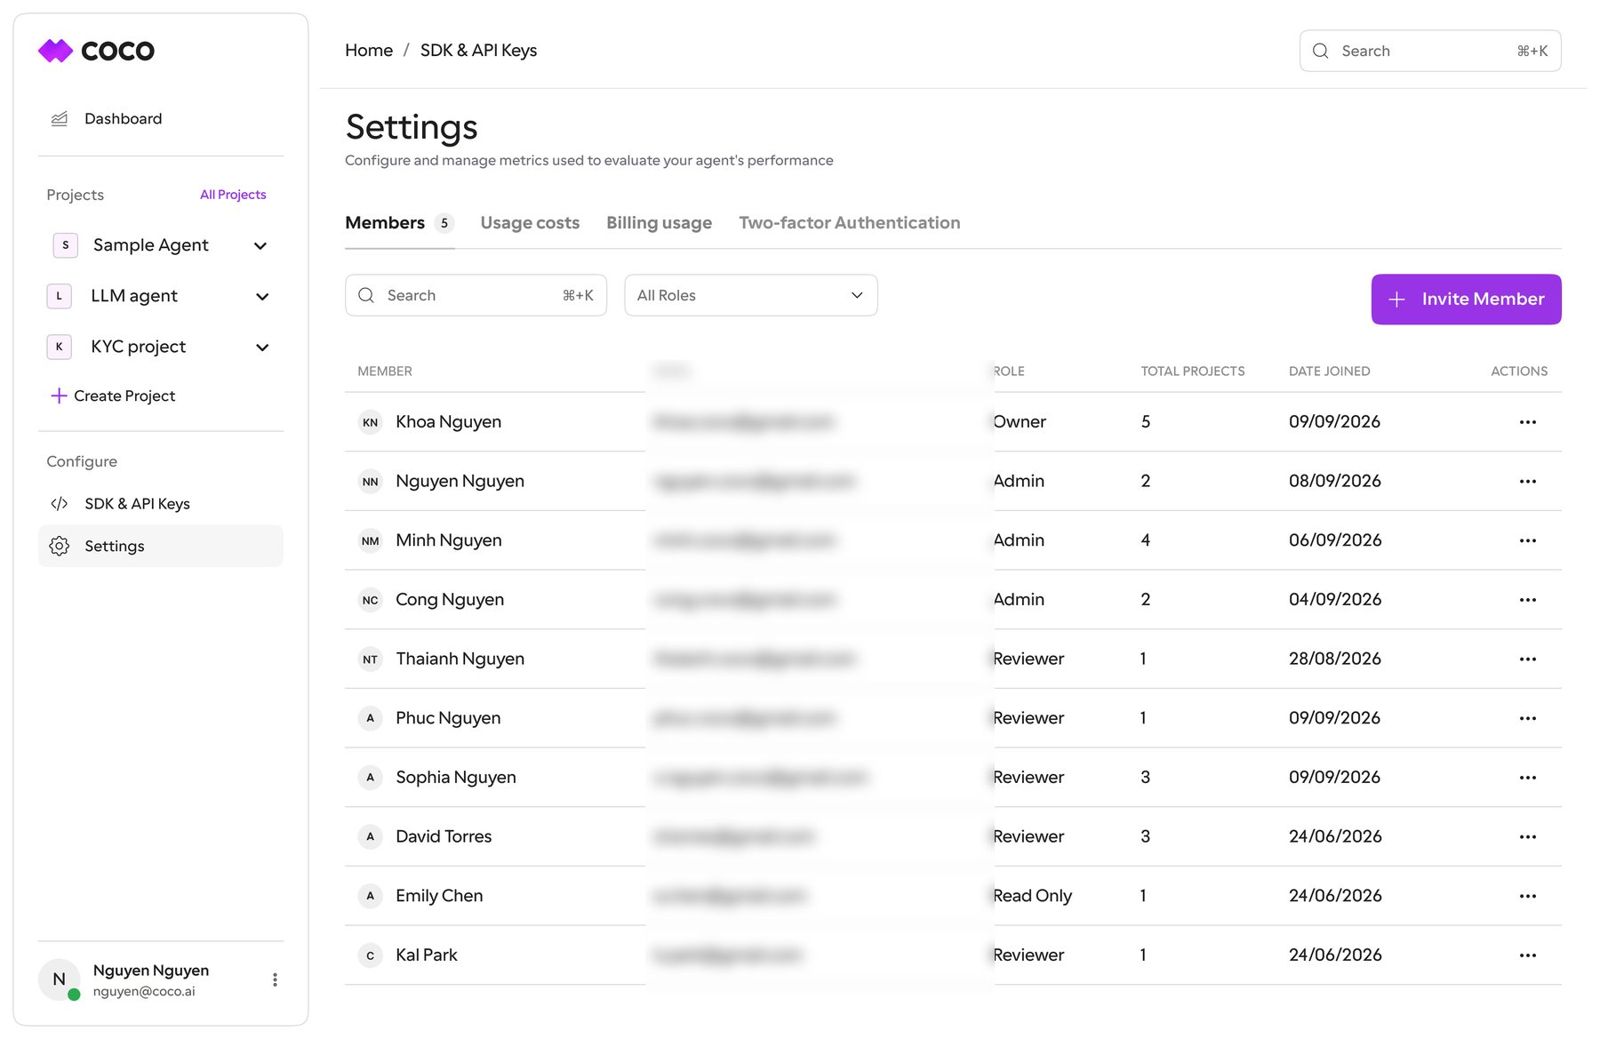 coco
Dashboard
Projects All Projects
S Sample Agent
L LLM agent
K KYC project
Create Project
Configure
</> SDK & API Keys
Settings
N Nguyen Nguyen
nguyen@coco.ai
Home / SDK & API Keys
Search ⌘+K
Settings
Configure and manage metrics used to evaluate your agent's performance
Members 5 Usage costs Billing usage Two-factor Authentication
Search ⌘+K All Roles + Invite Member
MEMBER ROLE TOTAL PROJECTS DATE JOINED ACTIONS
KN Khoa Nguyen Owner 5 09/09/2026
NN Nguyen Nguyen Admin 2 08/09/2026
NM Minh Nguyen Admin 4 06/09/2026
NC Cong Nguyen Admin 2 04/09/2026
NT Thaianh Nguyen Reviewer 1 28/08/2026
A Phuc Nguyen Reviewer 1 09/09/2026
A Sophia Nguyen Reviewer 3 09/09/2026
A David Torres Reviewer 3 24/06/2026
A Emily Chen Read Only 1 24/06/2026
C Kal Park Reviewer 1 24/06/2026